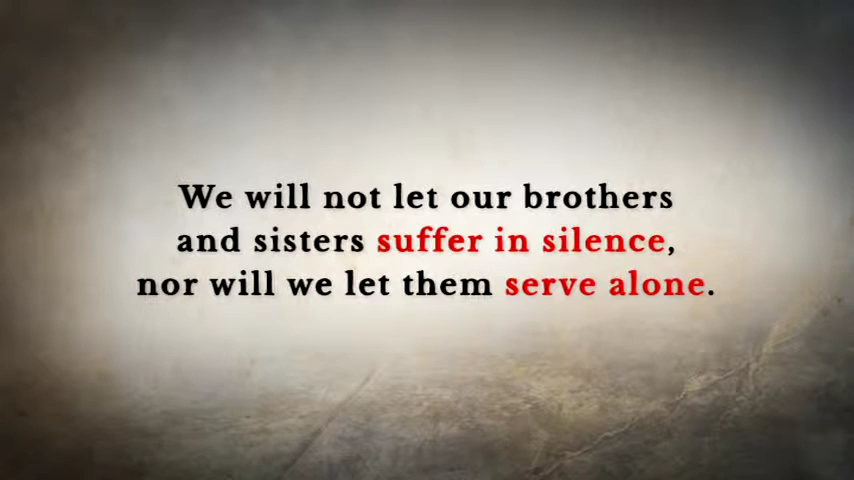 We will not let our brothers
and sisters suffer in silence,
nor will we let them serve alone.